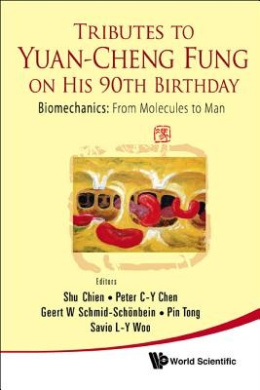 TRIBUTES TO
YUAN-CHENG FUNG
ON HIS 90TH BIRTHDAY
Biomechanics: From Molecules to Man
Editors
Shu Chien • Peter C-Y Chen
Geert W Schmid-Schönbein • Pin Tong
Savio L-Y Woo
World Scientific